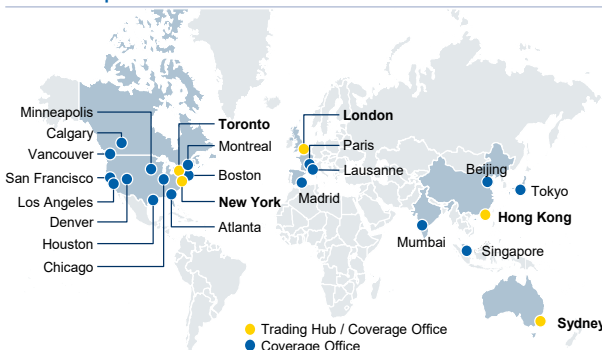 Minneapolis
Calgary
Vancouver
San Francisco
Los Angeles
Denver
Houston
Chicago
Toronto
Montreal
Boston
New York
Atlanta
London
Paris
Lausanne
Madrid
Beijing
Tokyo
Hong Kong
Mumbai
Singapore
Sydney
Trading Hub / Coverage Office
Coverage Office